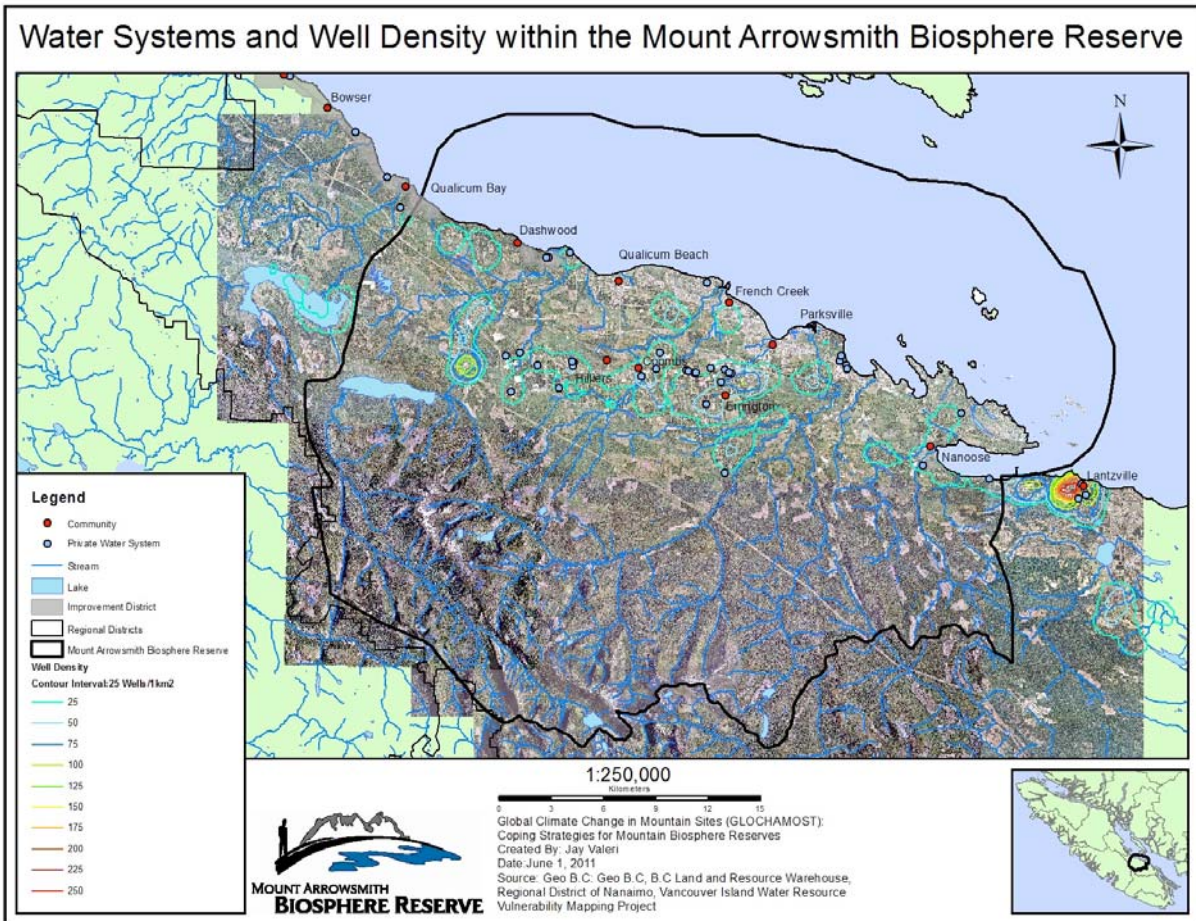 Water Systems and Well Density within the Mount Arrowsmith Biosphere Reserve
N
Bowser
Qualicum Bay
Dashwood
Qualicum Beach
French Creek
Parksville
Coombs
Hilliers
Errington
Nanoose
Lantzville
Legend
Community
Private Water System
Stream
Lake
Improvement District
Regional Districts
Mount Arrowsmith Biosphere Reserve
Well Density
Contour Interval:25 Wells/1km2
25
50
75
100
125
150
175
200
225
250
1:250,000
Kilometers
0 3 6 9 12 15
MOUNT ARROWSMITH
BIOSPHERE RESERVE
Global Climate Change in Mountain Sites (GLOCHAMOST):
Coping Strategies for Mountain Biosphere Reserves
Created By: Jay Valeri
Date:June 1, 2011
Source: Geo B.C: Geo B.C, B.C Land and Resource Warehouse,
Regional District of Nanaimo, Vancouver Island Water Resource
Vulnerability Mapping Project